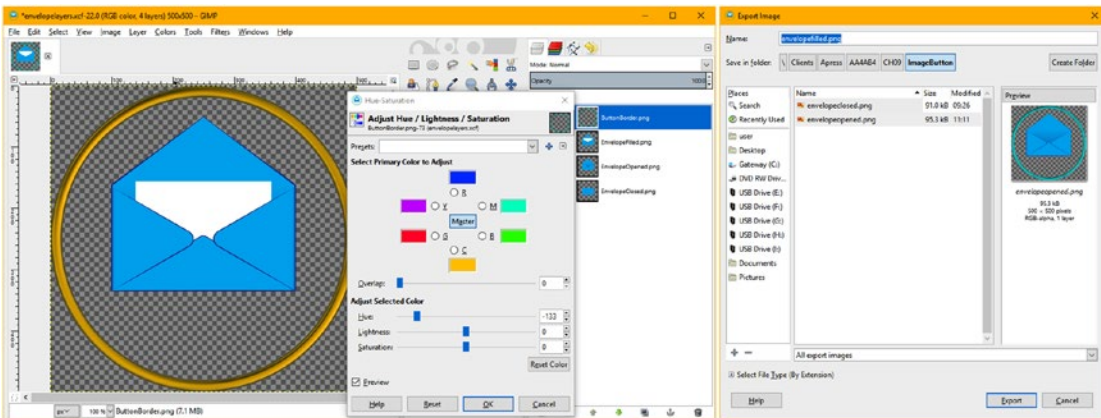 *envelopelayers.xcf-22.0 (RGB color, 4 layers) 500x500 – GIMP
File Edit Select View Image Layer Colors Tools Filters Windows Help
Mode: Normal
Opacity 100.0
ButtonBorder.png
EnvelopeFilled.png
EnvelopeOpened.png
EnvelopeClosed.png
Hue-Saturation
Adjust Hue / Lightness / Saturation
ButtonBorder.png-73 (envelopelayers.xcf)
Presets:
Select Primary Color to Adjust
R
Y M
Master
G B
C
Overlap: 0
Adjust Selected Color
Hue: -133
Lightness: 0
Saturation: 0
Reset Color
Preview
Help Reset OK Cancel
px 100 % ButtonBorder.png (7.1 MB)
Export Image
Name: envelopefilled.png
Save in folder: \ Clients Apress AA4AB4 CH09 ImageButton Create Folder
Places Name Size Modified Preview
Search envelopeclosed.png 91.0 kB 09:26
Recently Used envelopeopened.png 95.3 kB 11:11
user
Desktop
Gateway (C:)
DVD RW Driv...
USB Drive (E:)
USB Drive (F:)
USB Drive (G:)
USB Drive (H:)
USB Drive (I:)
Documents
Pictures
envelopeopened.png
95.3 kB
500 × 500 pixels
RGB-alpha, 1 layer
All export images
Select File Type (By Extension)
Help Export Cancel